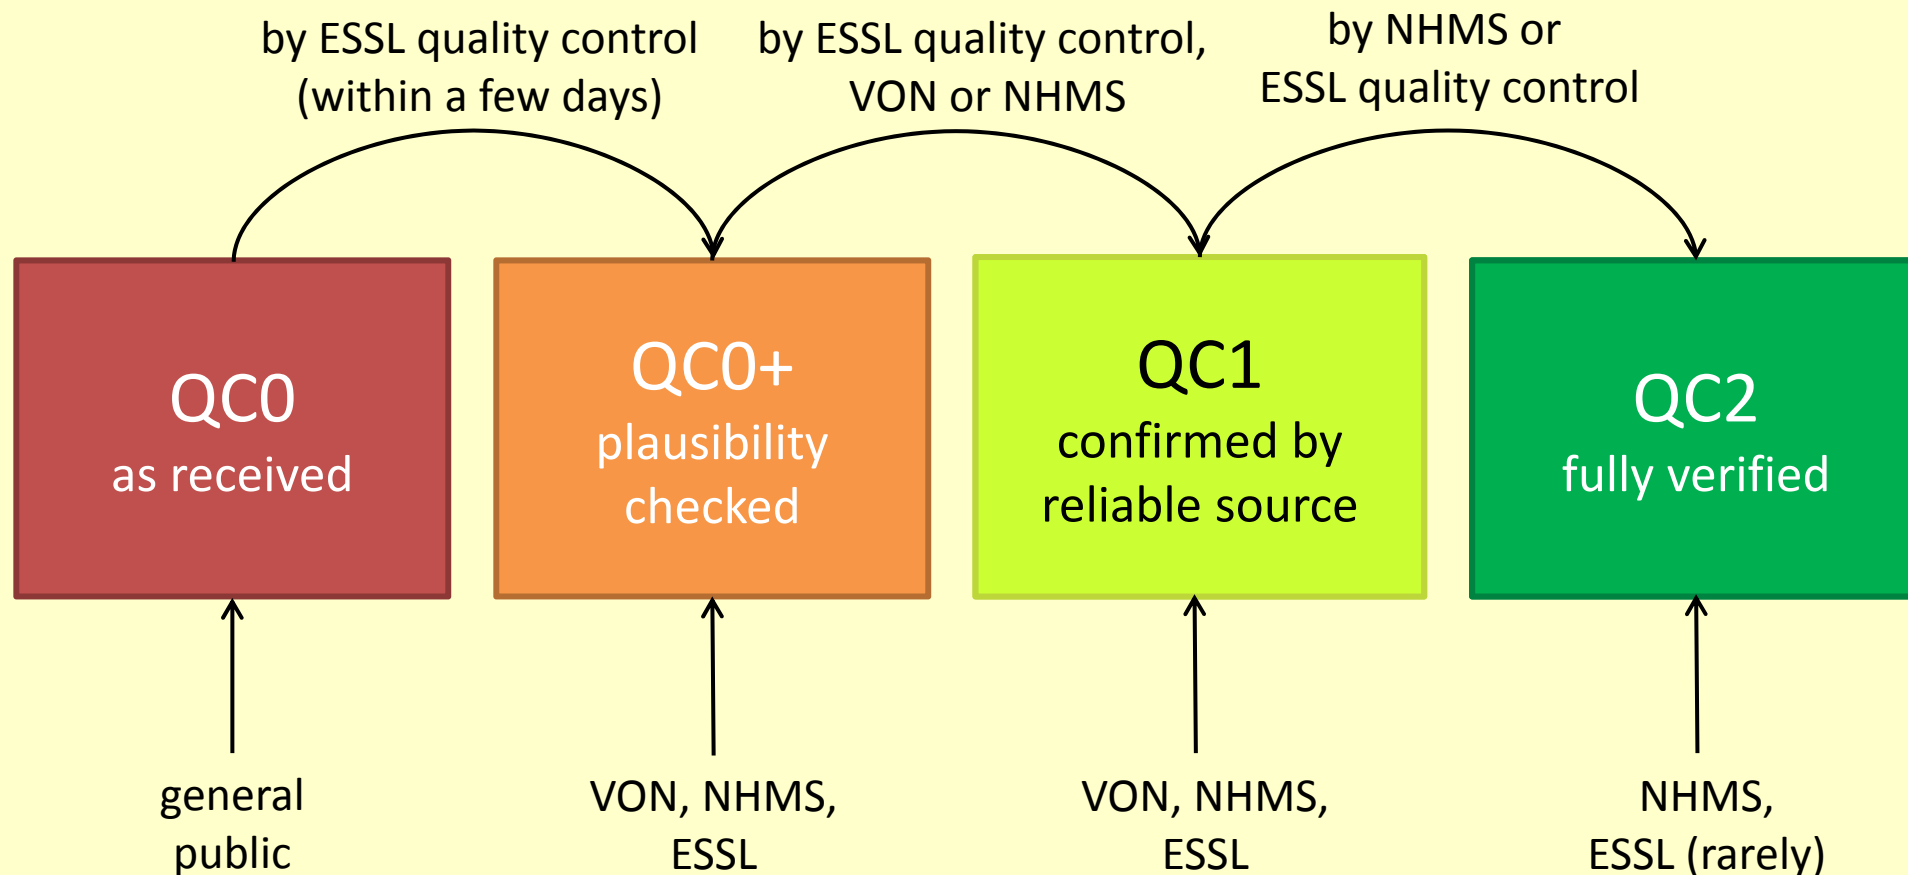 by ESSL quality control
(within a few days)
by ESSL quality control,
VON or NHMS
by NHMS or
ESSL quality control
QC0
as received
QC0+
plausibility
checked
QC1
confirmed by
reliable source
QC2
fully verified
general
public
VON, NHMS,
ESSL
VON, NHMS,
ESSL
NHMS,
ESSL (rarely)